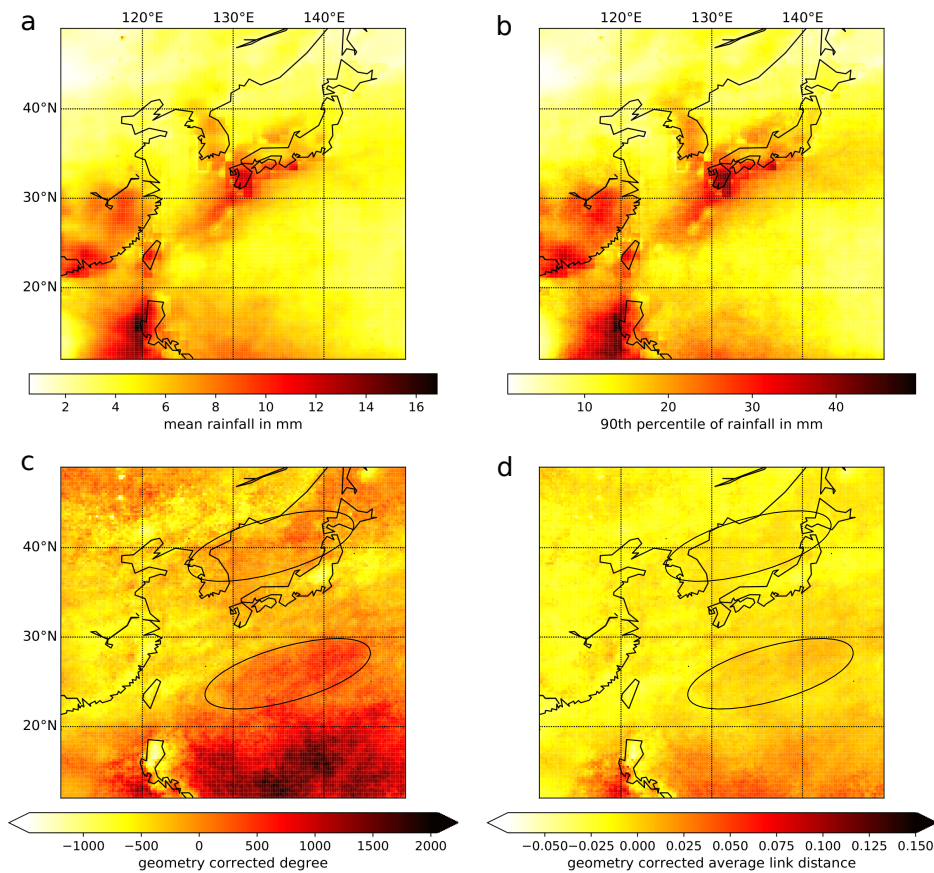 a
120°E 130°E 140°E
40°N
30°N
20°N
2 4 6 8 10 12 14 16
mean rainfall in mm
b
120°E 130°E 140°E
10 20 30 40
90th percentile of rainfall in mm
c
40°N
30°N
20°N
−1000 −500 0 500 1000 1500 2000
geometry corrected degree
d
−0.050 −0.025 0.000 0.025 0.050 0.075 0.100 0.125 0.150
geometry corrected average link distance